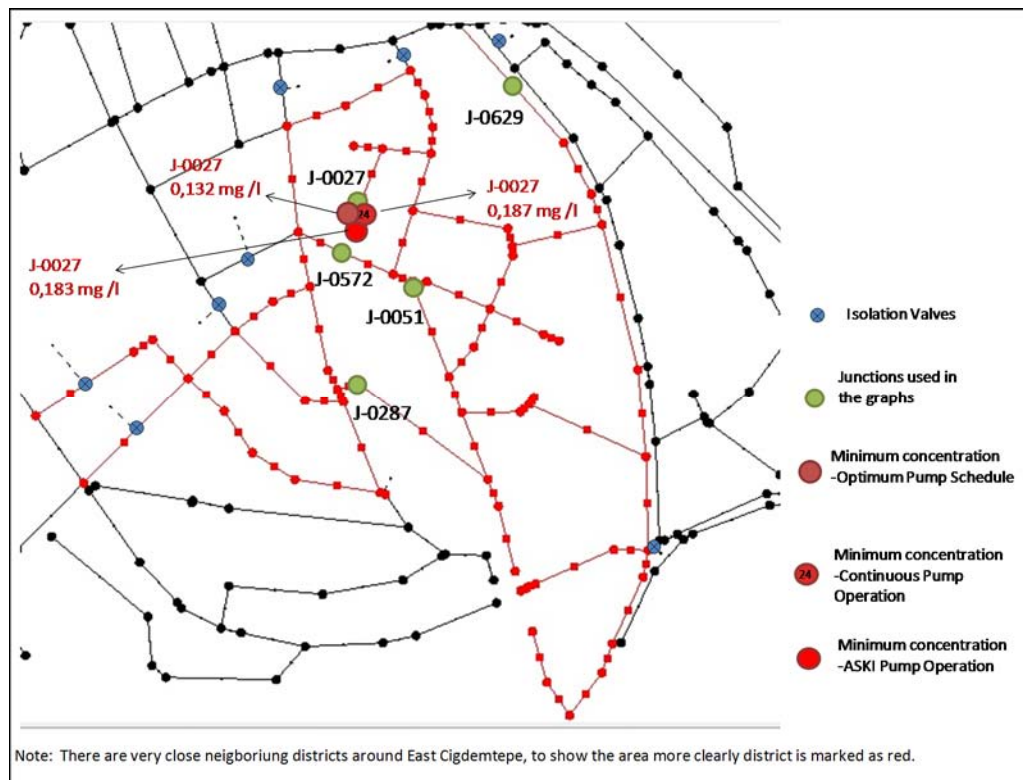 J-0629
J-0027
0,132 mg /l
J-0027
J-0027
0,187 mg /l
24
J-0027
0,183 mg /l
J-0572
J-0051
J-0287
Isolation Valves
Junctions used in
the graphs
Minimum concentration
-Optimum Pump Schedule
24
Minimum concentration
-Continuous Pump
Operation
Minimum concentration
-ASKI Pump Operation
Note:  There are very close neigboriung districts around East Cigdemtepe, to show the area more clearly district is marked as red.